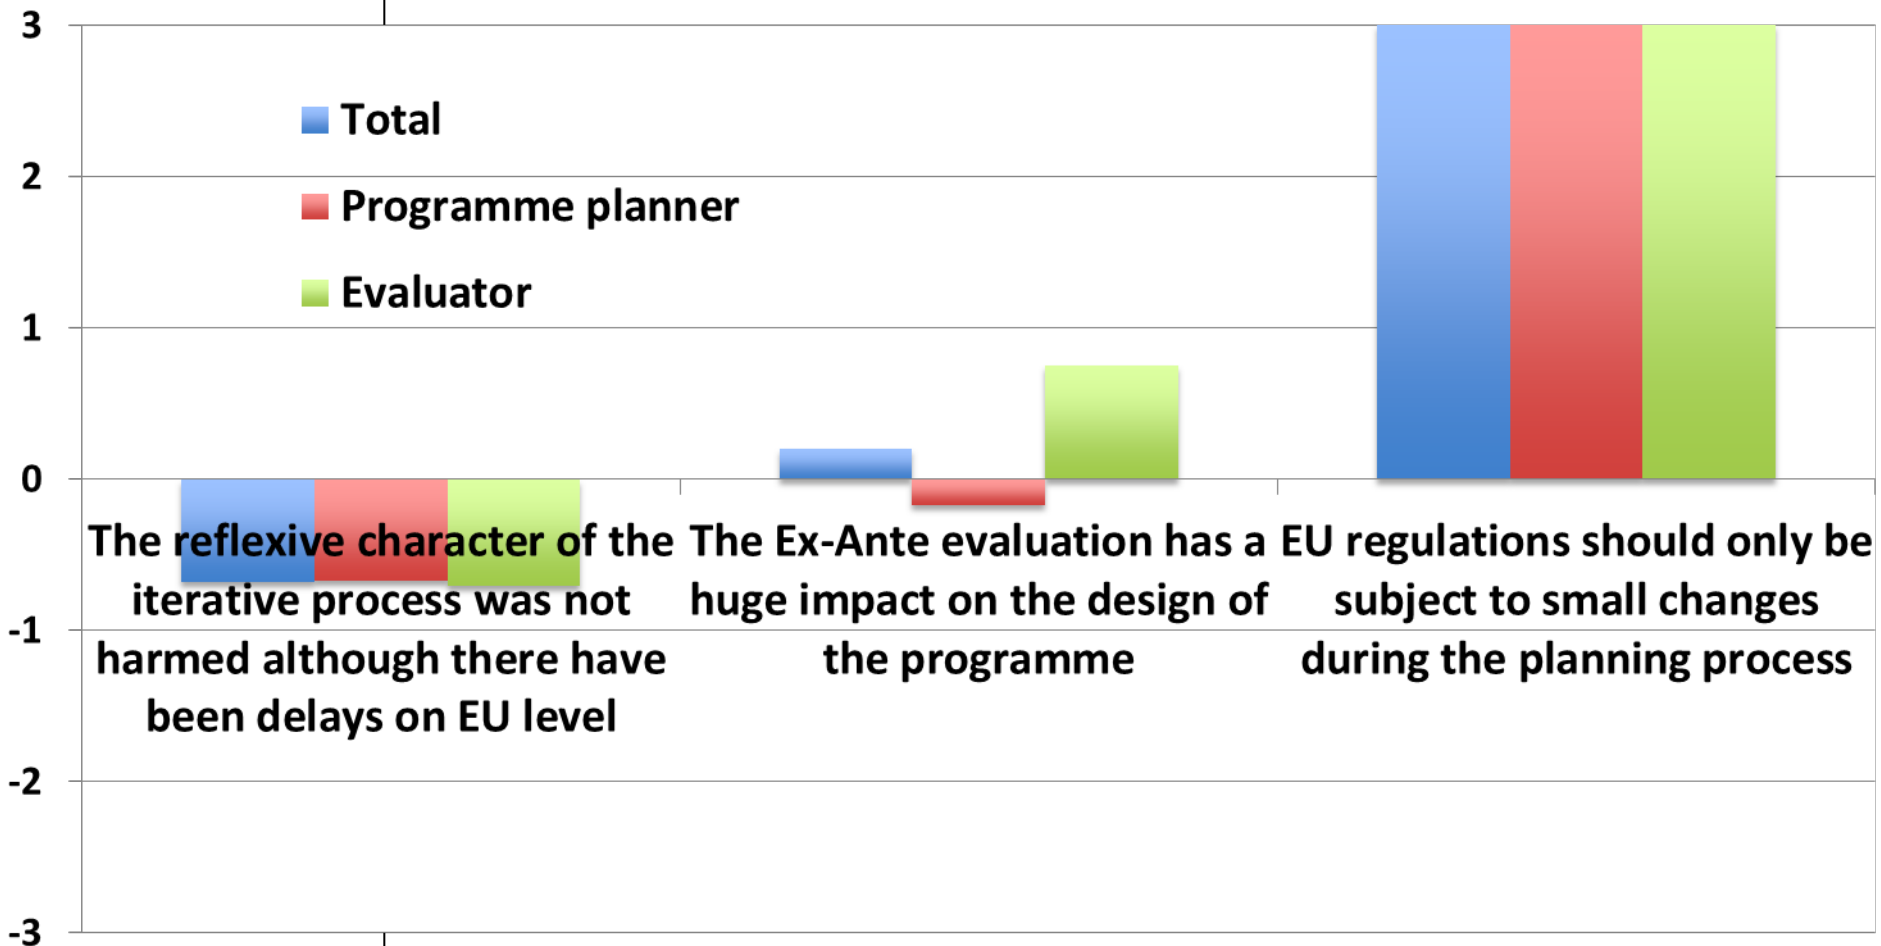 3
2
1
0
-1
-2
-3
Total
Programme planner
Evaluator
The reflexive character of the
iterative process was not
harmed although there have
been delays on EU level
The Ex-Ante evaluation has a
huge impact on the design of
the programme
EU regulations should only be
subject to small changes
during the planning process